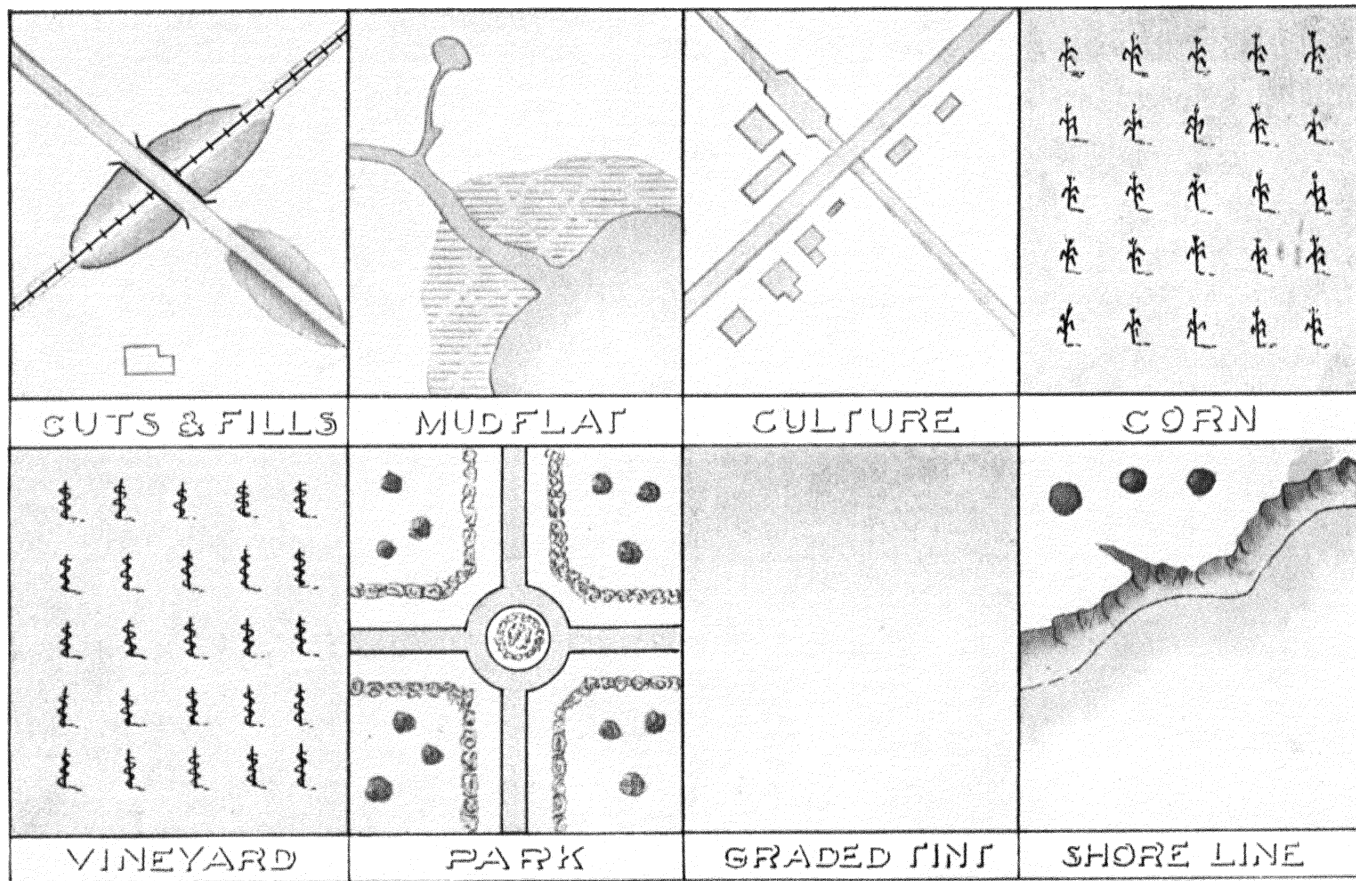 CUTS & FILLS
MUDFLAT
CULTURE
CORN
VINEYARD
PARK
GRADED TINT
SHORE LINE